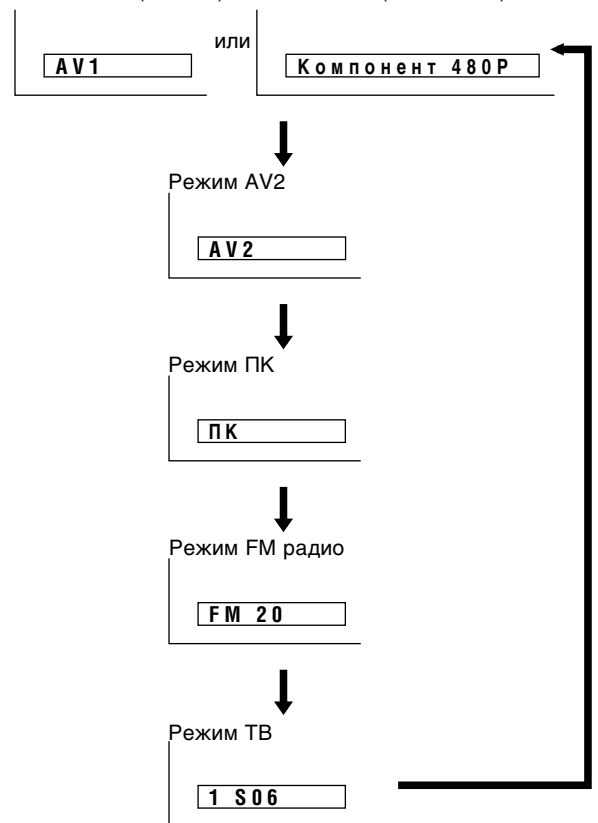 или
AV1
Компонент 480P
Режим AV2
AV2
Режим ПК
ПК
Режим FM радио
FM 20
Режим ТВ
1 S06